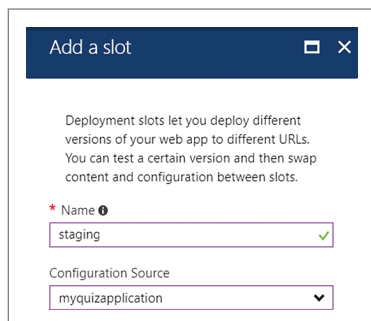 Add a slot
Deployment slots let you deploy different
versions of your web app to different URLs.
You can test a certain version and then swap
content and configuration between slots.
* Name
staging
Configuration Source
myquizapplication